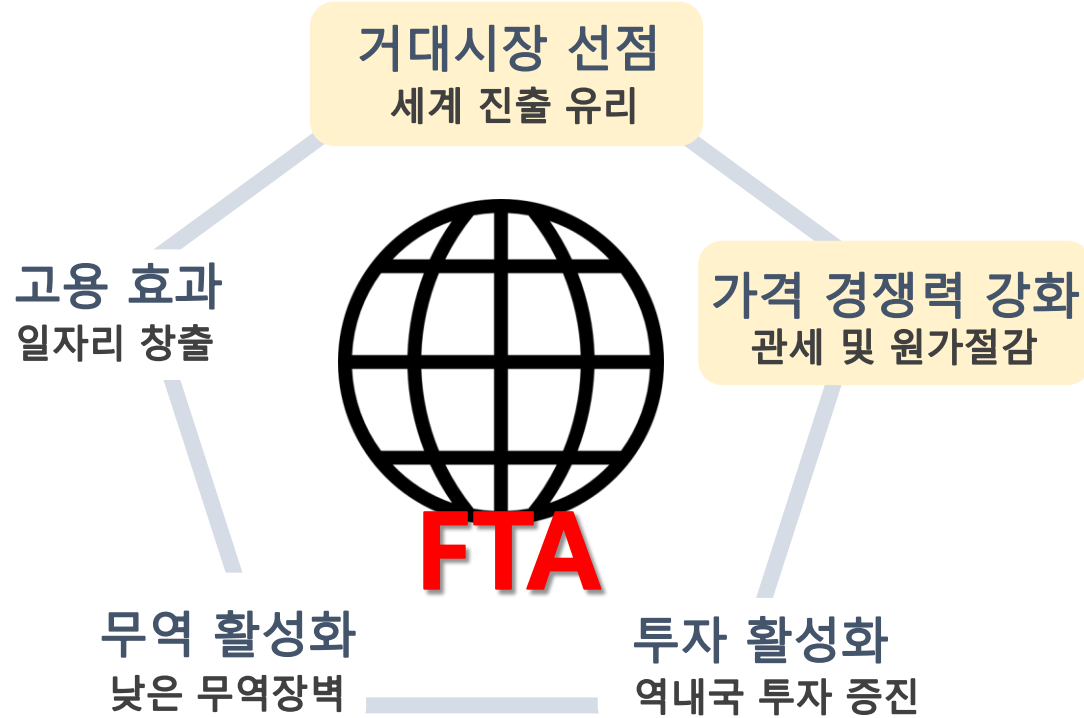 거대시장 선점
세계 진출 유리
고용 효과
일자리 창출
가격 경쟁력 강화
관세 및 원가절감
FTA
무역 활성화
낮은 무역장벽
투자 활성화
역내국 투자 증진